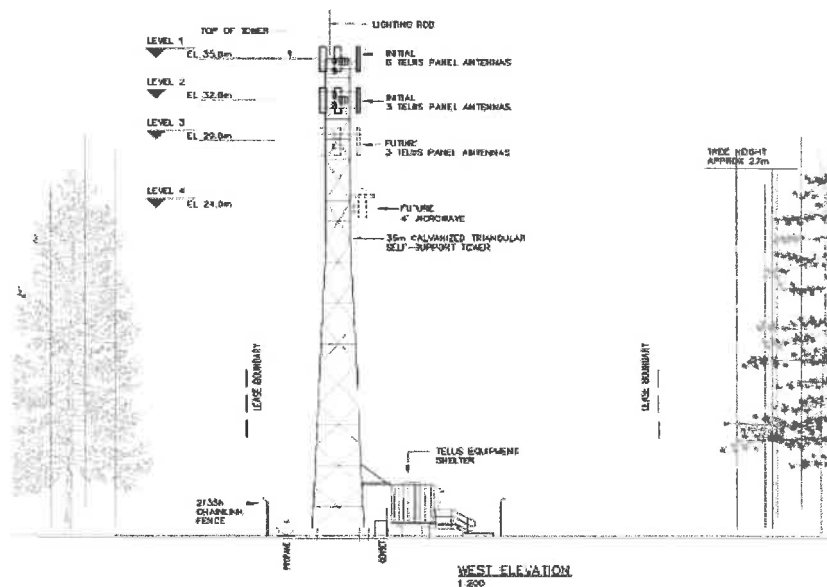 LIGHTING ROD
TOP OF TOWER
LEVEL 1
EL 35.0m
INITIAL
6 TELUS PANEL ANTENNAS
LEVEL 2
EL 32.0m
INITIAL
3 TELUS PANEL ANTENNAS
LEVEL 3
EL 29.0m
FUTURE
3 TELUS PANEL ANTENNAS
TREE HEIGHT
APPROX 27m
LEVEL 4
EL 24.0m
FUTURE
4' MICROWAVE
35m GALVANIZED TRIANGULAR
SELF-SUPPORT TOWER
LEASE BOUNDARY
LEASE BOUNDARY
TELUS EQUIPMENT
SHELTER
CHAINLINK
FENCE
PROPANE
WEST ELEVATION
1:200